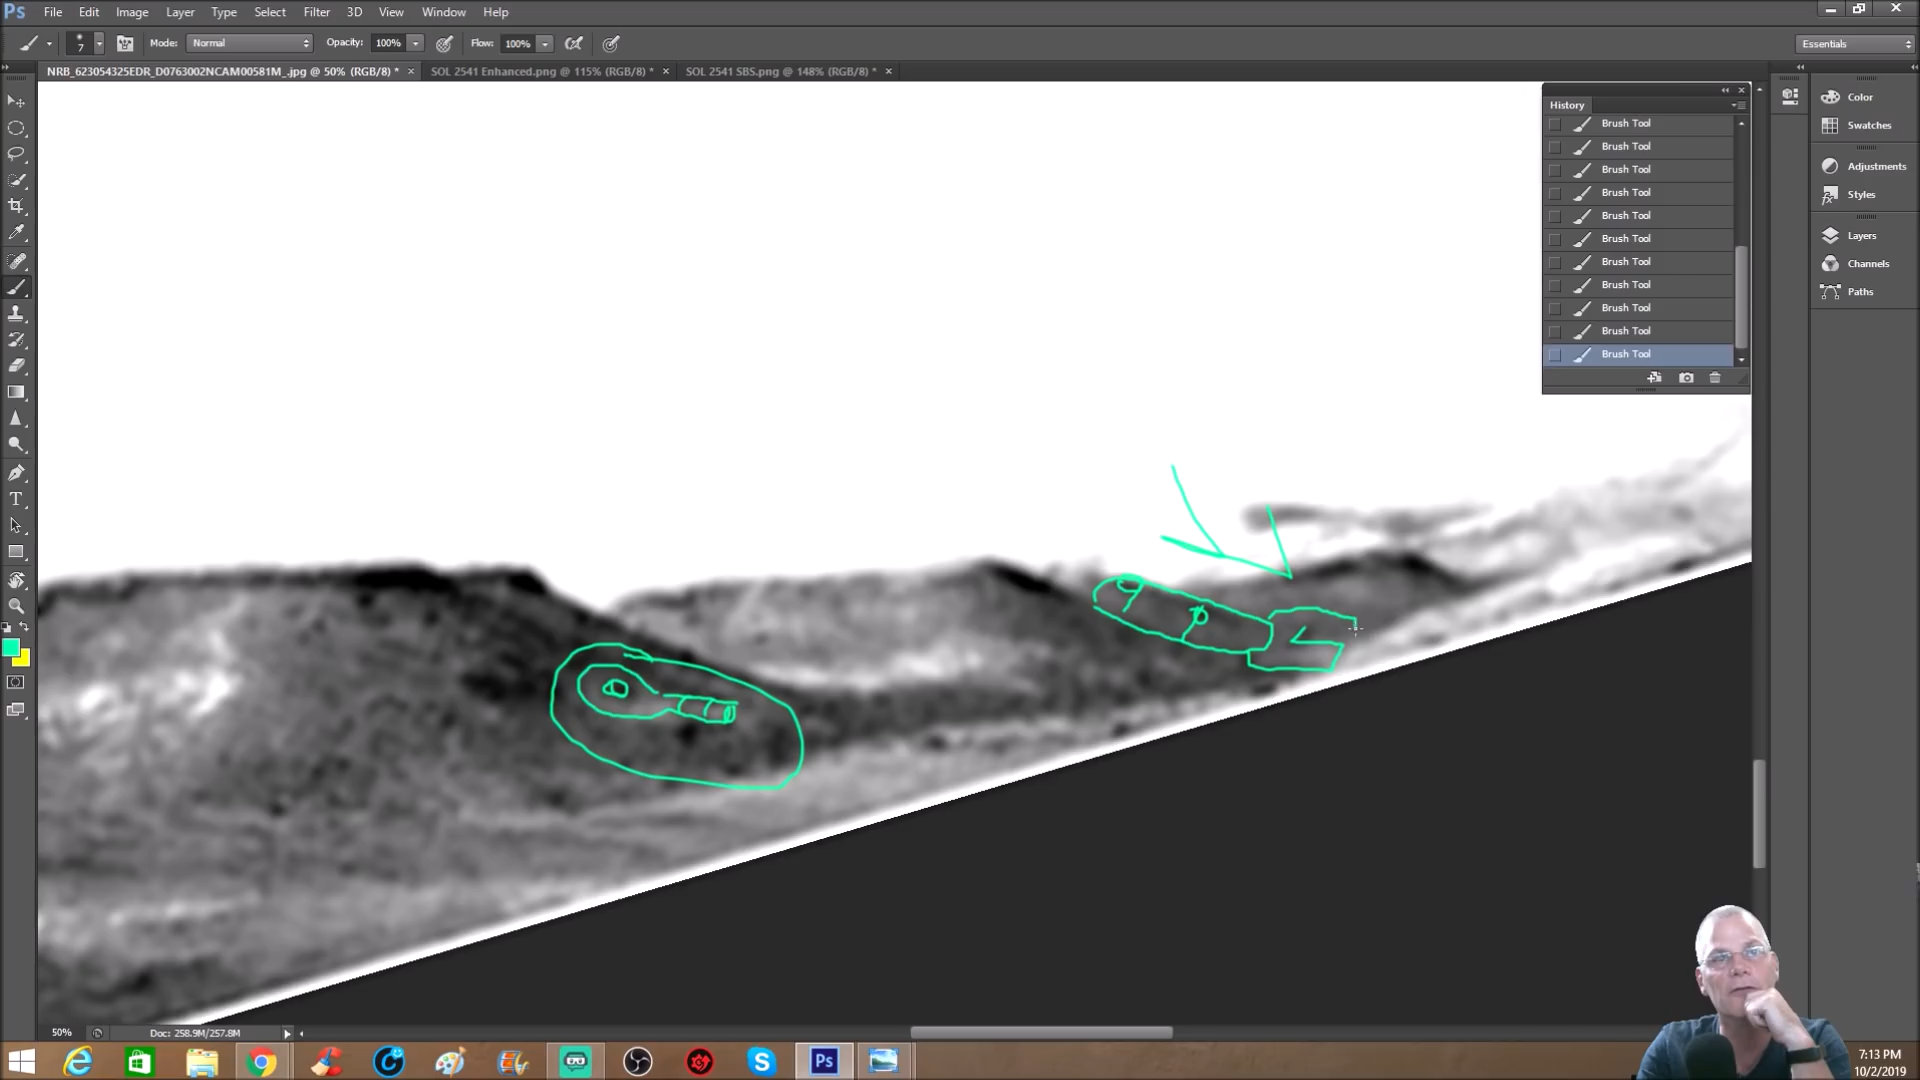 Ps File Edit Image Layer Type Select Filter 3D View Window Help
7 Mode: Normal Opacity: 100% Flow: 100% Essentials
NRB_623054325EDR_D0763002NCAM00581M_.jpg @ 50% (RGB/8) * × SOL 2541 Enhanced.png @ 115% (RGB/8) * × SOL 2541 SBS.png @ 148% (RGB/8) * ×
History
Brush Tool
Brush Tool
Brush Tool
Brush Tool
Brush Tool
Brush Tool
Brush Tool
Brush Tool
Brush Tool
Brush Tool
Brush Tool
Color
Swatches
Adjustments
Styles
Layers
Channels
Paths
T
50% Doc: 258.9M/257.8M
Ps
7:13 PM
10/2/2019